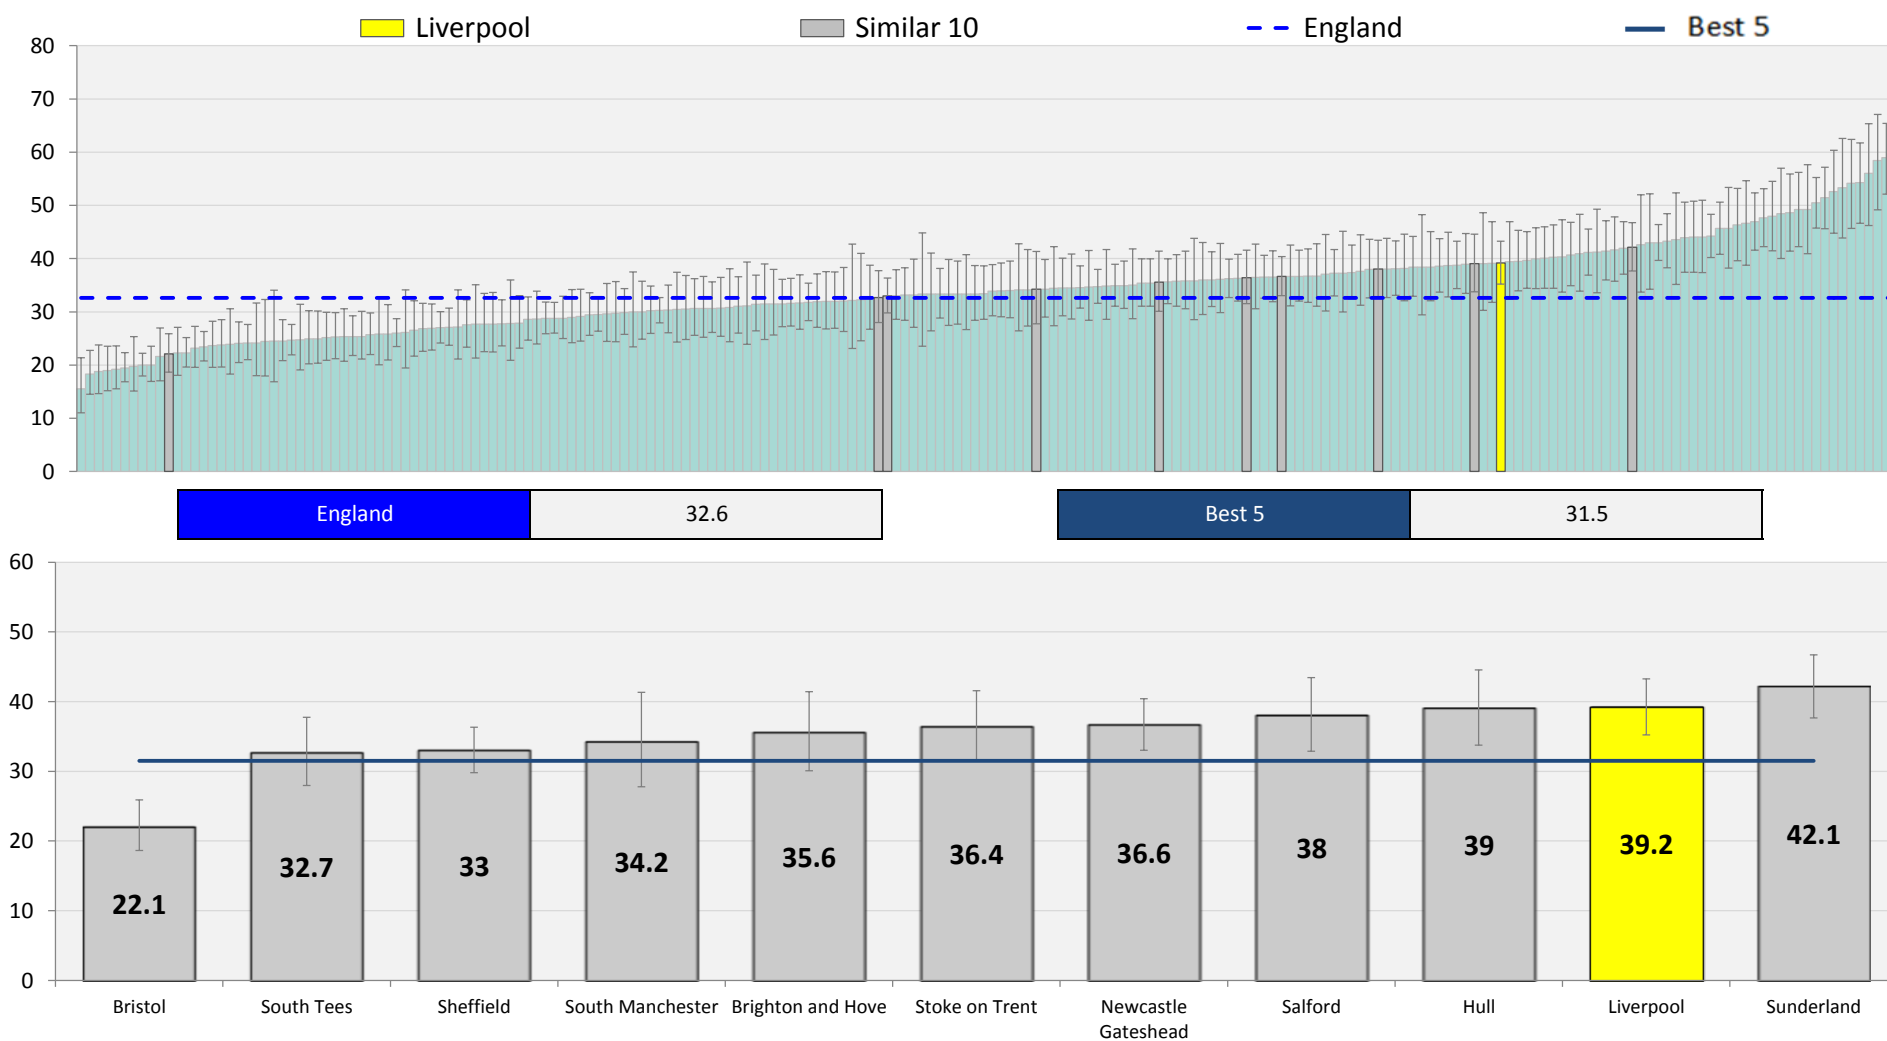 Liverpool
Similar 10
England
Best 5
80
70
60
50
40
30
20
10
0
England 32.6
Best 5 31.5
60
50
40
30
20
10
0
22.1
32.7
33
34.2
35.6
36.4
36.6
38
39
39.2
42.1
Bristol
South Tees
Sheffield
South Manchester
Brighton and Hove
Stoke on Trent
Newcastle
Gateshead
Salford
Hull
Liverpool
Sunderland